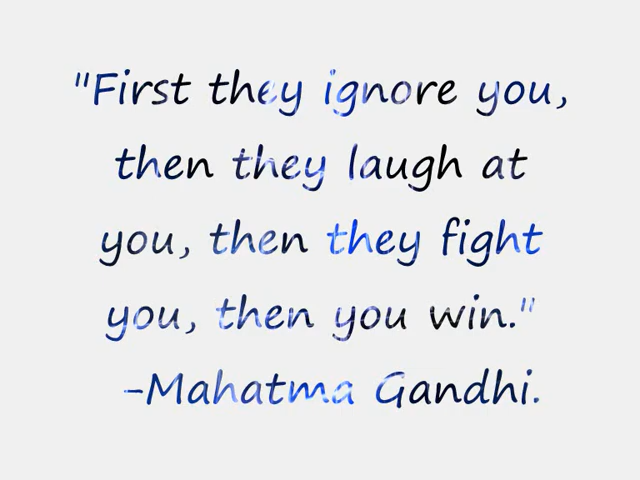 "First they ignore you,
then they laugh at
you, then they fight
you, then you win."
-Mahatma Gandhi.